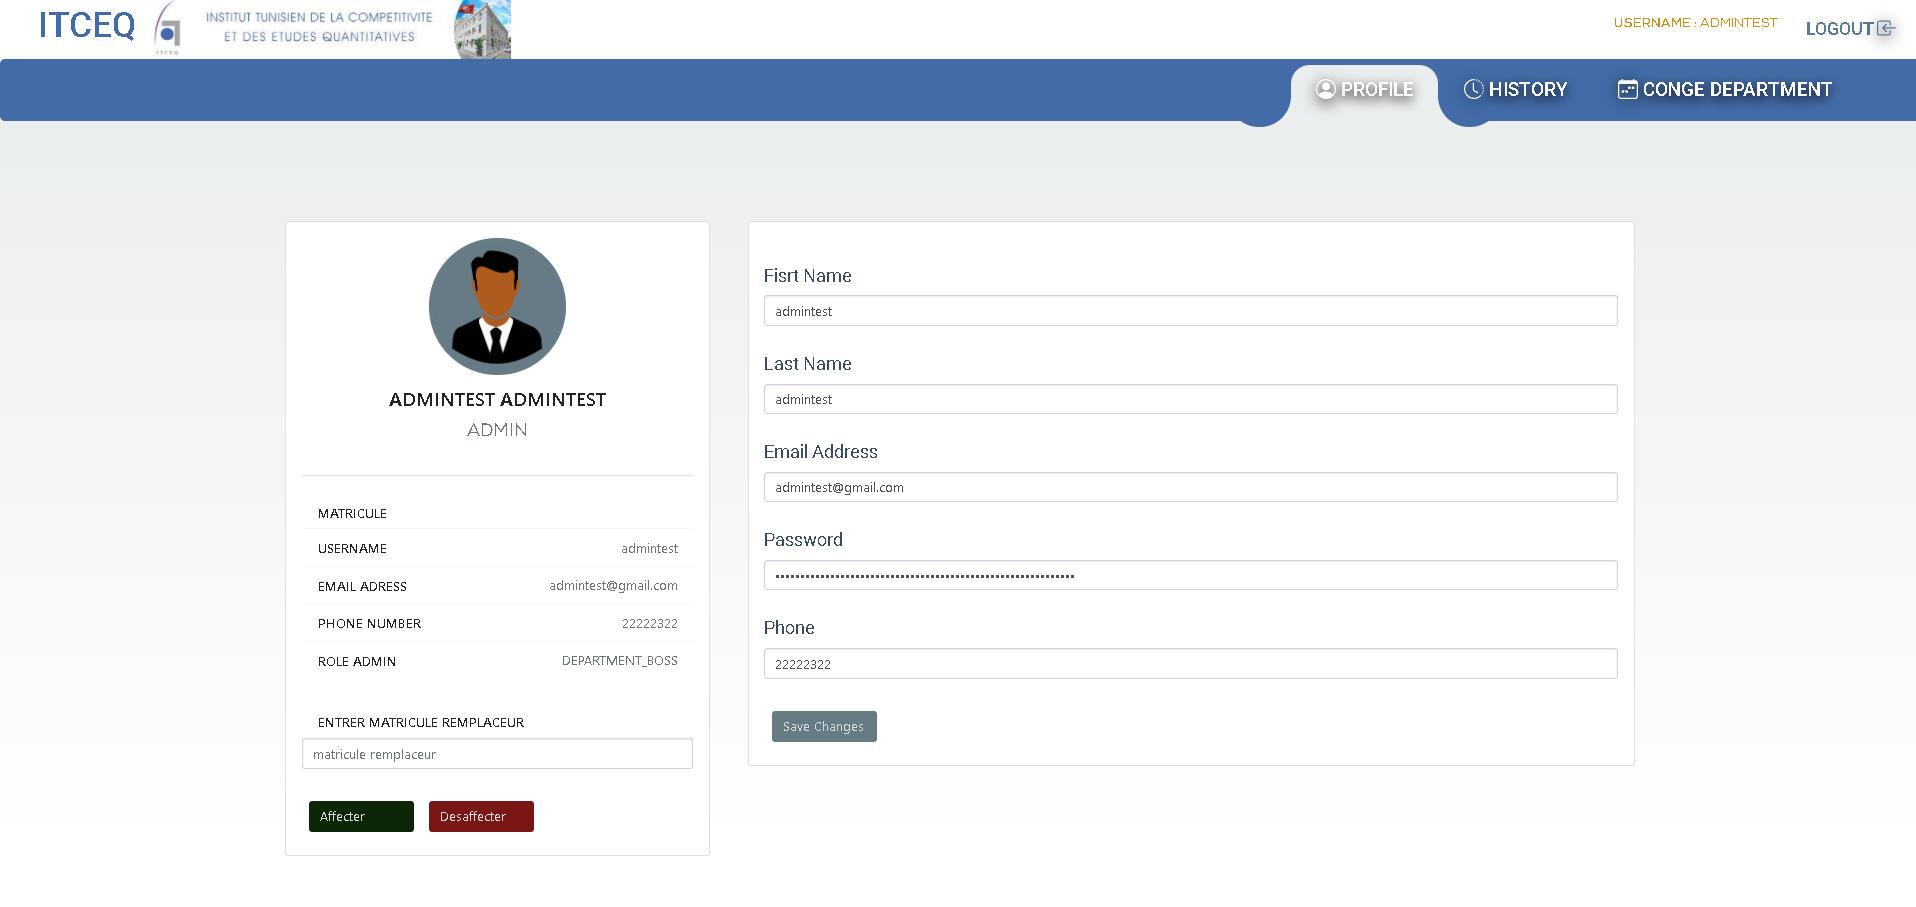 ITCEQ
INSTITUT TUNISIEN DE LA COMPETITIVITE
ET DES ETUDES QUANTITATIVES
ITCEQ
USERNAME : ADMINTEST
LOGOUT
PROFILE
HISTORY
CONGE DEPARTMENT
ADMINTEST ADMINTEST
ADMIN
MATRICULE
USERNAME admintest
EMAIL ADRESS admintest@gmail.com
PHONE NUMBER 22222322
ROLE ADMIN DEPARTMENT_BOSS
ENTRER MATRICULE REMPLACEUR
matricule remplaceur
Affecter
Desaffecter
Fisrt Name
admintest
Last Name
admintest
Email Address
admintest@gmail.com
Password
Phone
22222322
Save Changes